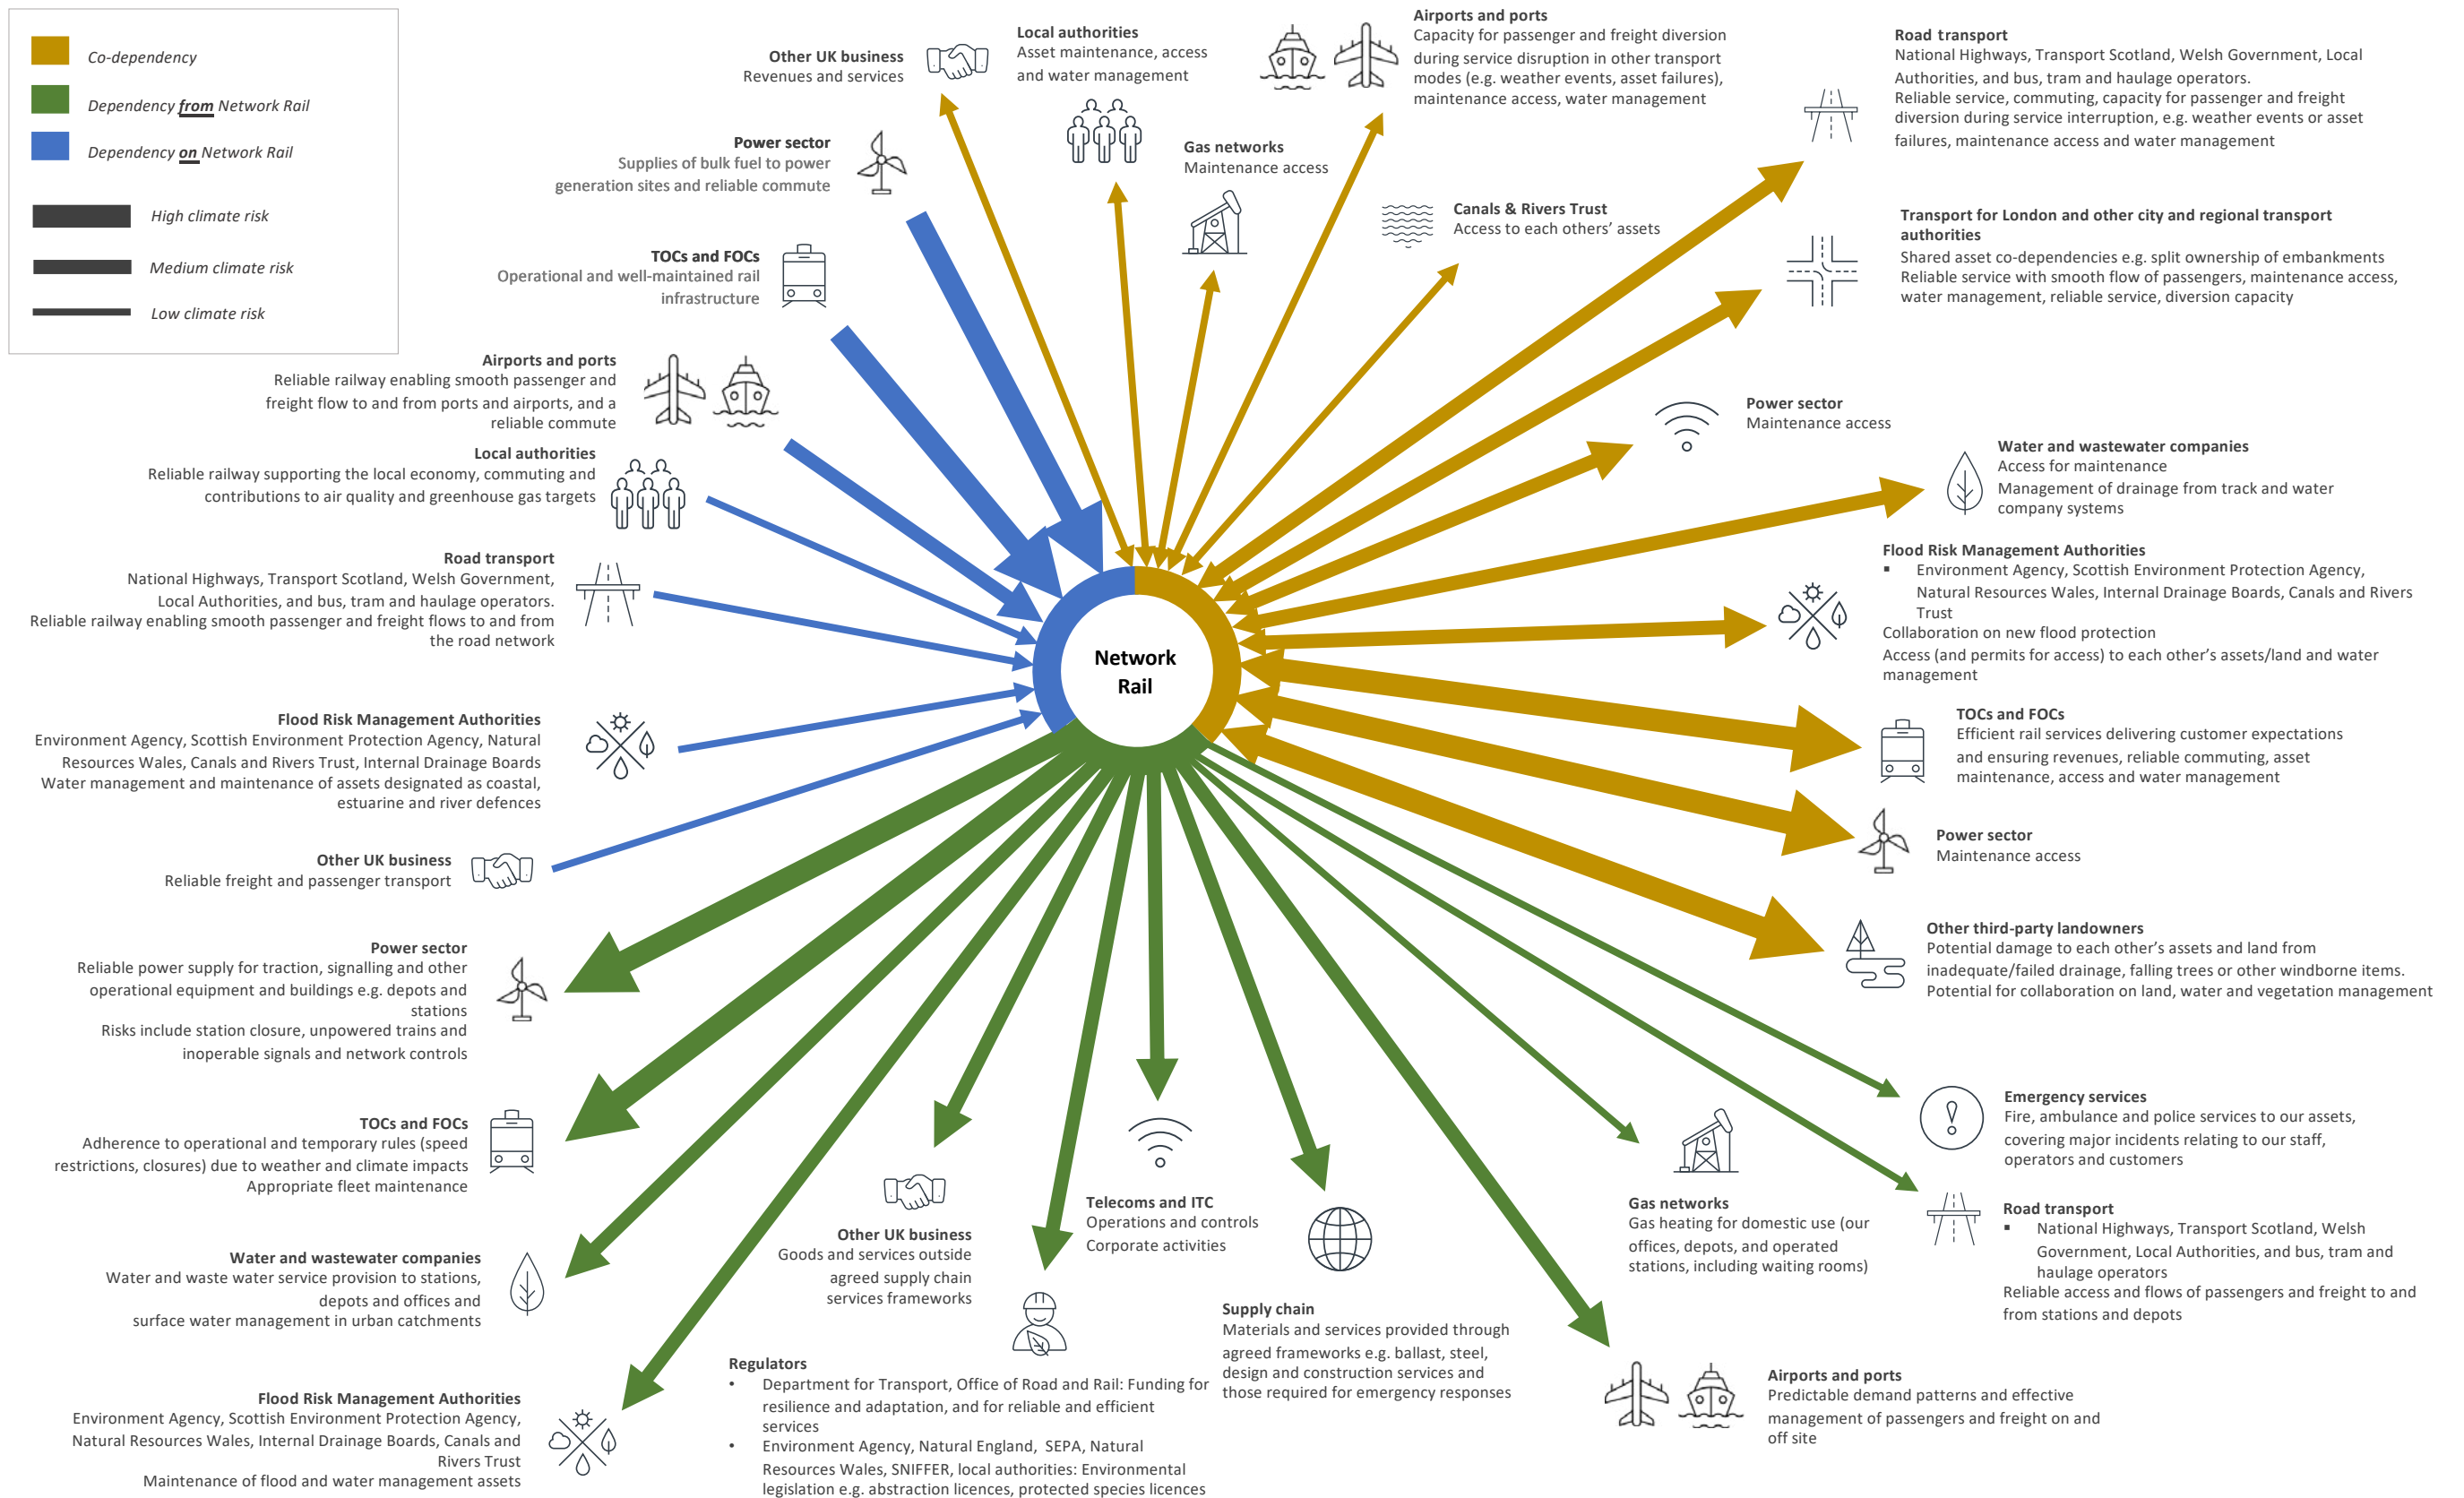 Co-dependency
Dependency from Network Rail
Dependency on Network Rail
High climate risk
Medium climate risk
Low climate risk
Other UK business
Revenues and services
Local authorities
Asset maintenance, access
and water management
Airports and ports
Capacity for passenger and freight diversion
during service disruption in other transport
modes (e.g. weather events, asset failures),
maintenance access, water management
Road transport
National Highways, Transport Scotland, Welsh Government, Local
Authorities, and bus, tram and haulage operators.
Reliable service, commuting, capacity for passenger and freight
diversion during service interruption, e.g. weather events or asset
failures, maintenance access and water management
Power sector
Supplies of bulk fuel to power
generation sites and reliable commute
Gas networks
Maintenance access
Canals & Rivers Trust
Access to each others' assets
Transport for London and other city and regional transport
authorities
Shared asset co-dependencies e.g. split ownership of embankments
Reliable service with smooth flow of passengers, maintenance access,
water management, reliable service, diversion capacity
TOCs and FOCs
Operational and well-maintained rail
infrastructure
Airports and ports
Reliable railway enabling smooth passenger and
freight flow to and from ports and airports, and a
reliable commute
Power sector
Maintenance access
Local authorities
Reliable railway supporting the local economy, commuting and
contributions to air quality and greenhouse gas targets
Water and wastewater companies
Access for maintenance
Management of drainage from track and water
company systems
Road transport
National Highways, Transport Scotland, Welsh Government,
Local Authorities, and bus, tram and haulage operators.
Reliable railway enabling smooth passenger and freight flows to and from
the road network
Flood Risk Management Authorities
▪ Environment Agency, Scottish Environment Protection Agency,
Natural Resources Wales, Internal Drainage Boards, Canals and Rivers
Trust
Collaboration on new flood protection
Access (and permits for access) to each other's assets/land and water
management
Network
Rail
Flood Risk Management Authorities
Environment Agency, Scottish Environment Protection Agency, Natural
Resources Wales, Canals and Rivers Trust, Internal Drainage Boards
Water management and maintenance of assets designated as coastal,
estuarine and river defences
TOCs and FOCs
Efficient rail services delivering customer expectations
and ensuring revenues, reliable commuting, asset
maintenance, access and water management
Other UK business
Reliable freight and passenger transport
Power sector
Maintenance access
Power sector
Reliable power supply for traction, signalling and other
operational equipment and buildings e.g. depots and
stations
Risks include station closure, unpowered trains and
inoperable signals and network controls
Other third-party landowners
Potential damage to each other's assets and land from
inadequate/failed drainage, falling trees or other windborne items.
Potential for collaboration on land, water and vegetation management
TOCs and FOCs
Adherence to operational and temporary rules (speed
restrictions, closures) due to weather and climate impacts
Appropriate fleet maintenance
Emergency services
Fire, ambulance and police services to our assets,
covering major incidents relating to our staff,
operators and customers
Water and wastewater companies
Water and waste water service provision to stations,
depots and offices and
surface water management in urban catchments
Other UK business
Goods and services outside
agreed supply chain
services frameworks
Telecoms and ITC
Operations and controls
Corporate activities
Gas networks
Gas heating for domestic use (our
offices, depots, and operated
stations, including waiting rooms)
Road transport
▪ National Highways, Transport Scotland, Welsh
Government, Local Authorities, and bus, tram and
haulage operators
Reliable access and flows of passengers and freight to and
from stations and depots
Supply chain
Materials and services provided through
agreed frameworks e.g. ballast, steel,
design and construction services and
those required for emergency responses
Regulators
• Department for Transport, Office of Road and Rail: Funding for
resilience and adaptation, and for reliable and efficient
services
• Environment Agency, Natural England, SEPA, Natural
Resources Wales, SNIFFER, local authorities: Environmental
legislation e.g. abstraction licences, protected species licences
Airports and ports
Predictable demand patterns and effective
management of passengers and freight on and
off site
Flood Risk Management Authorities
Environment Agency, Scottish Environment Protection Agency,
Natural Resources Wales, Internal Drainage Boards, Canals and
Rivers Trust
Maintenance of flood and water management assets